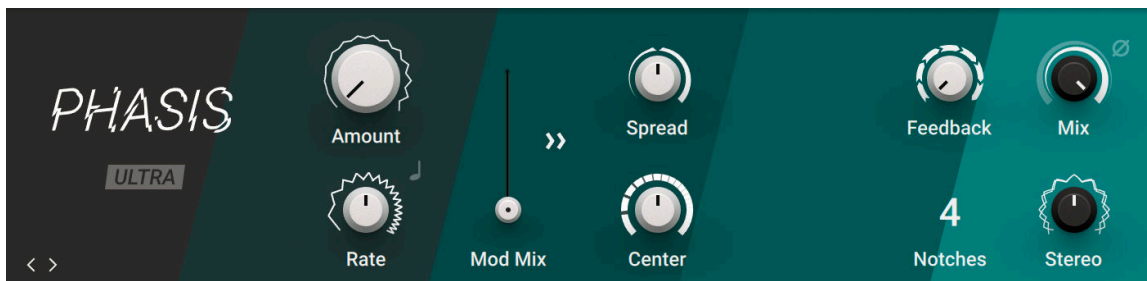 PHASIS
ULTRA
Amount
Rate
Mod Mix
Spread
Center
Feedback
4
Notches
Mix
Stereo